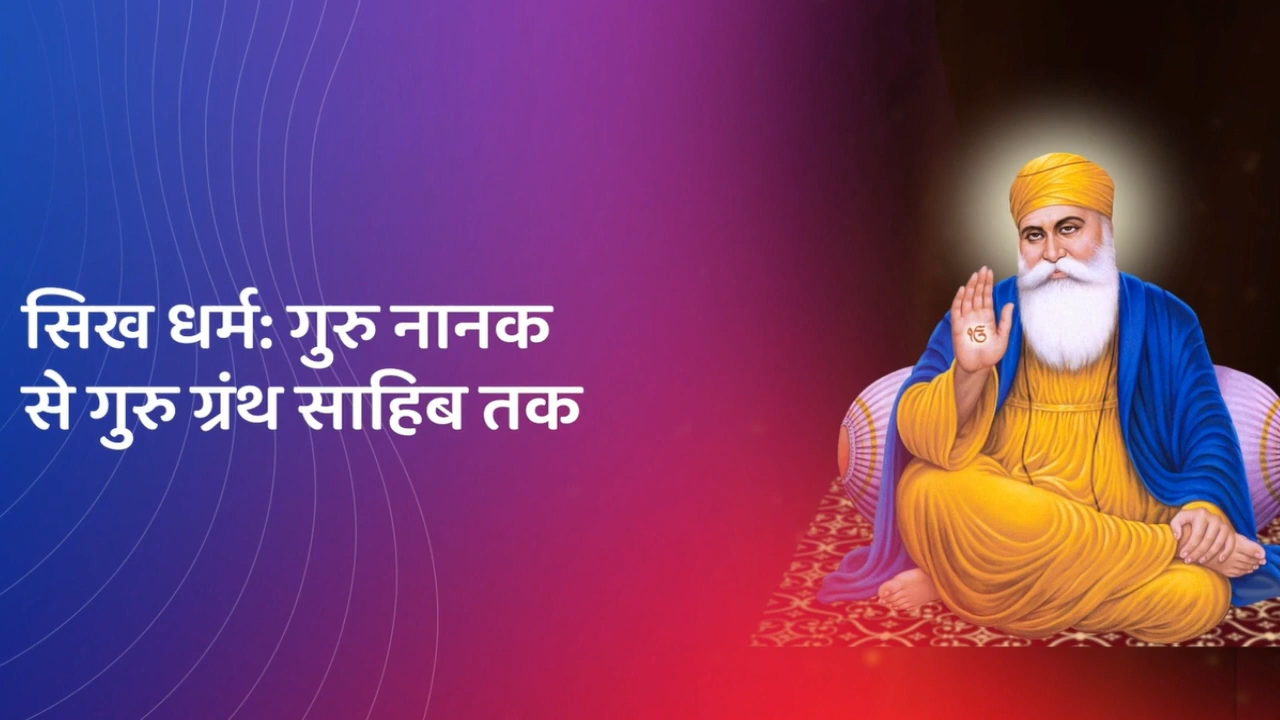 सिख धर्म: गुरु नानक
से गुरु ग्रंथ साहिब तक
ੴ